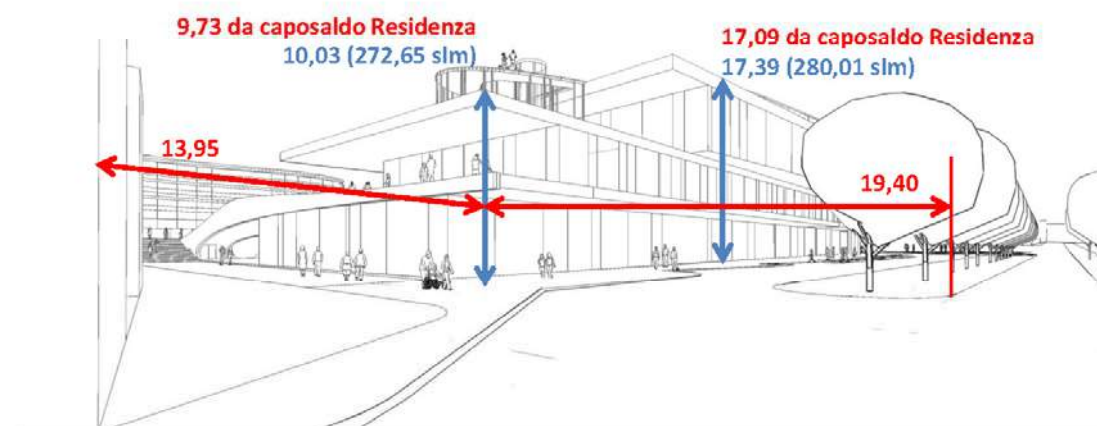 9,73 da caposaldo Residenza
10,03 (272,65 slm)
17,09 da caposaldo Residenza
17,39 (280,01 slm)
13,95
19,40